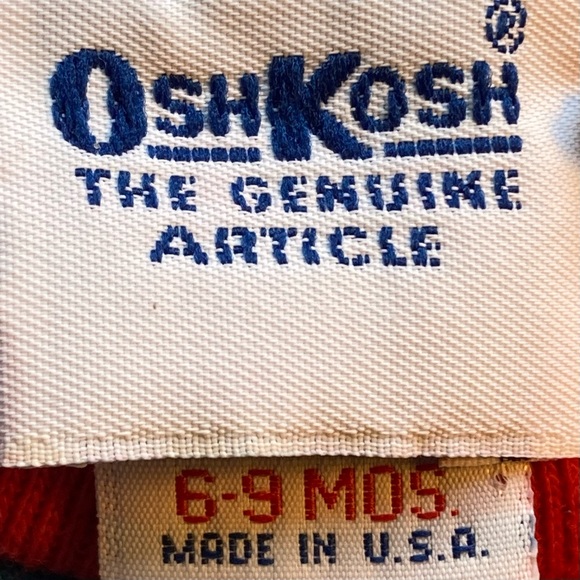 OSHKOSH®
THE GENUINE
ARTICLE
6-9 MOS.
MADE IN U.S.A.